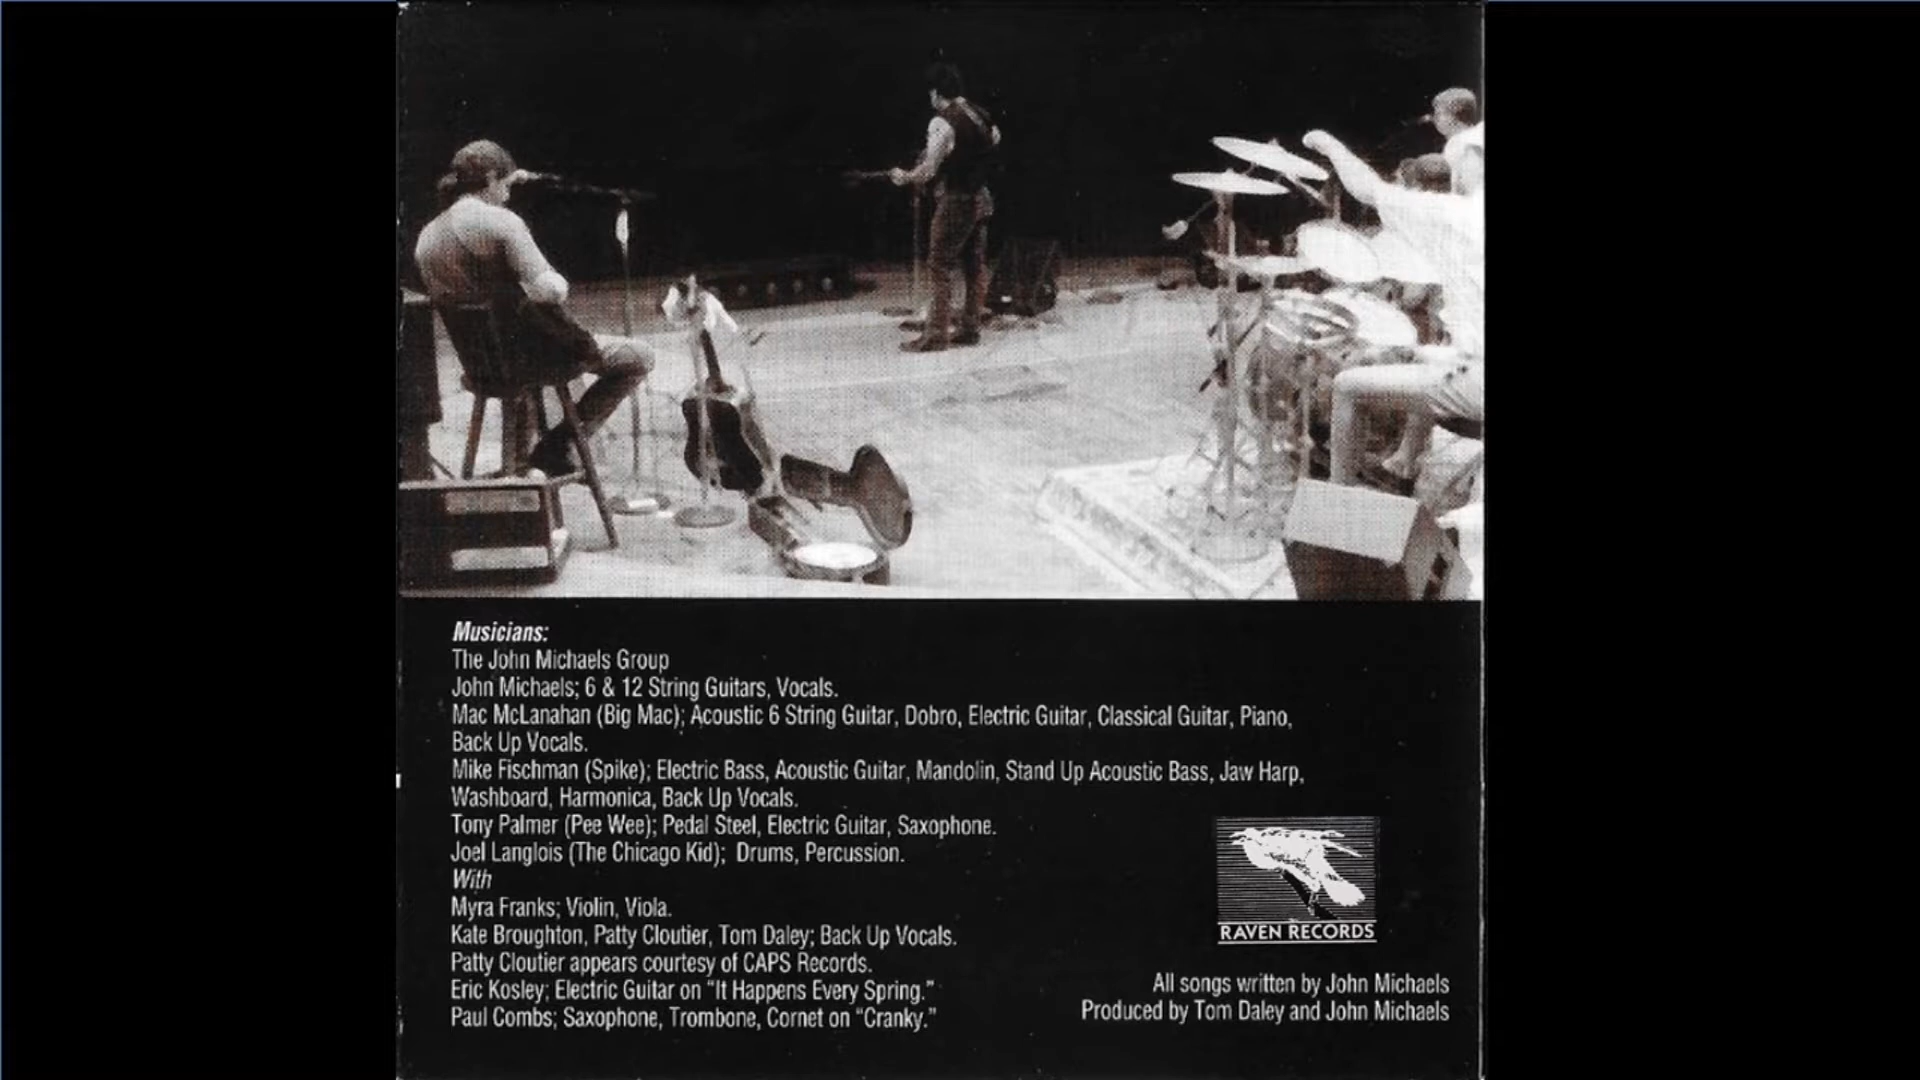 Musicians:
The John Michaels Group
John Michaels; 6 & 12 String Guitars, Vocals.
Mac McLanahan (Big Mac); Acoustic 6 String Guitar, Dobro, Electric Guitar, Classical Guitar, Piano,
Back Up Vocals.
Mike Fischman (Spike); Electric Bass, Acoustic Guitar, Mandolin, Stand Up Acoustic Bass, Jaw Harp,
Washboard, Harmonica, Back Up Vocals.
Tony Palmer (Pee Wee); Pedal Steel, Electric Guitar, Saxophone.
Joel Langlois (The Chicago Kid); Drums, Percussion.
With
Myra Franks; Violin, Viola.
Kate Broughton, Patty Cloutier, Tom Daley; Back Up Vocals.
Patty Cloutier appears courtesy of CAPS Records.
Eric Kosley; Electric Guitar on “It Happens Every Spring.”
Paul Combs; Saxophone, Trombone, Cornet on “Cranky.”
RAVEN RECORDS
All songs written by John Michaels
Produced by Tom Daley and John Michaels